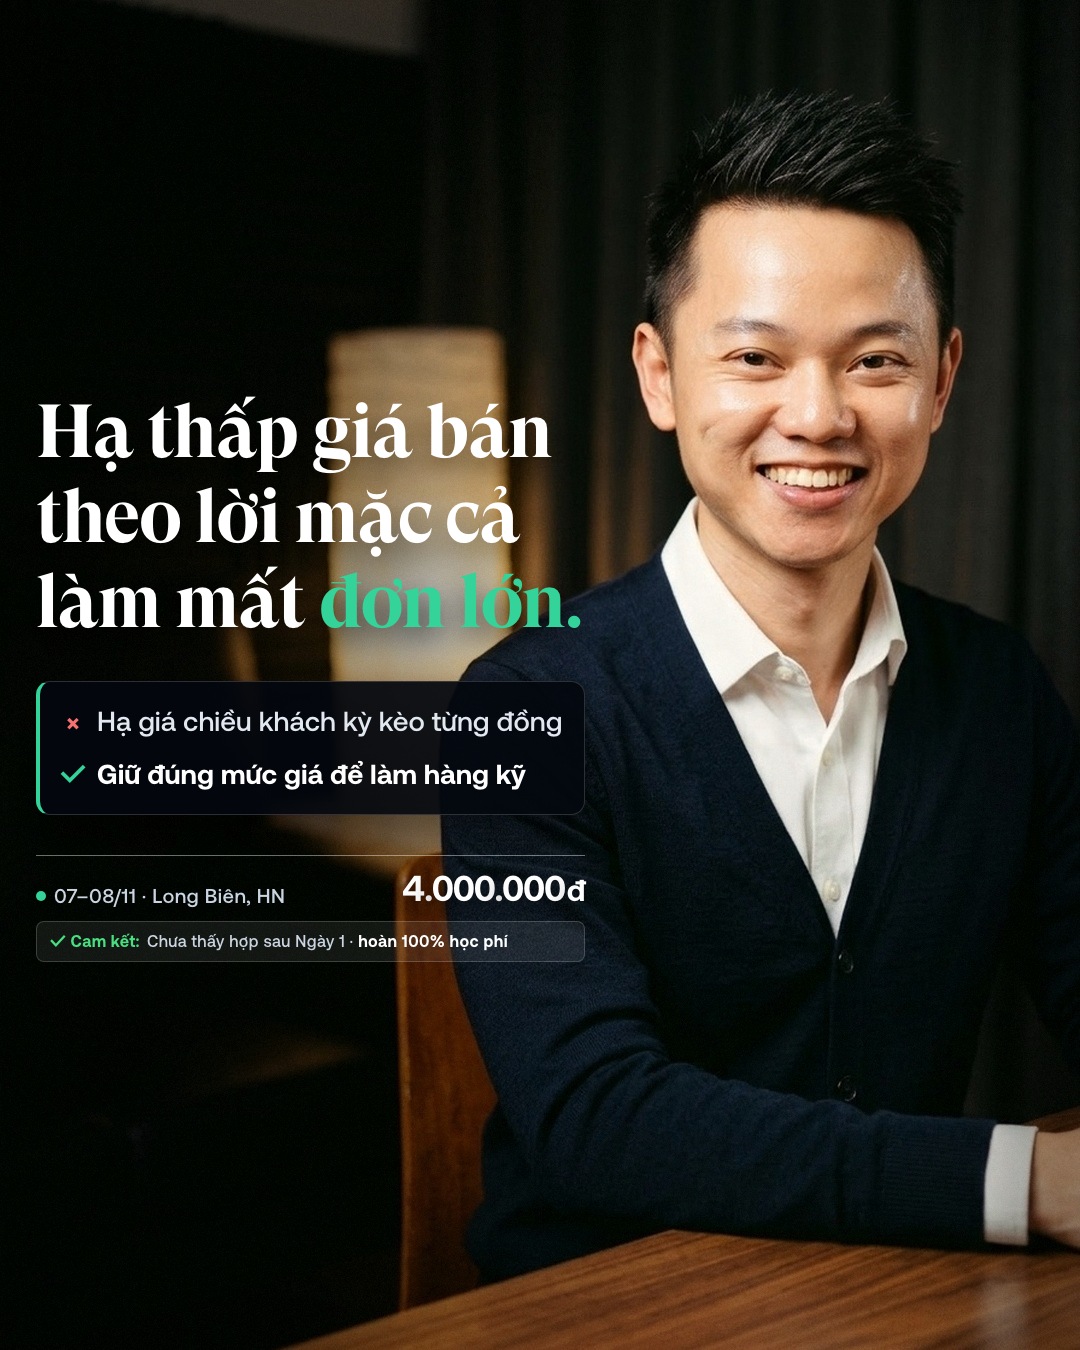 Hạ thấp giá bán
theo lời mặc cả
làm mất đơn lớn.
× Hạ giá chiều khách kỳ kèo từng đồng
✓ Giữ đúng mức giá để làm hàng kỹ
07–08/11 · Long Biên, HN
4.000.000đ
✓ Cam kết: Chưa thấy hợp sau Ngày 1 · hoàn 100% học phí